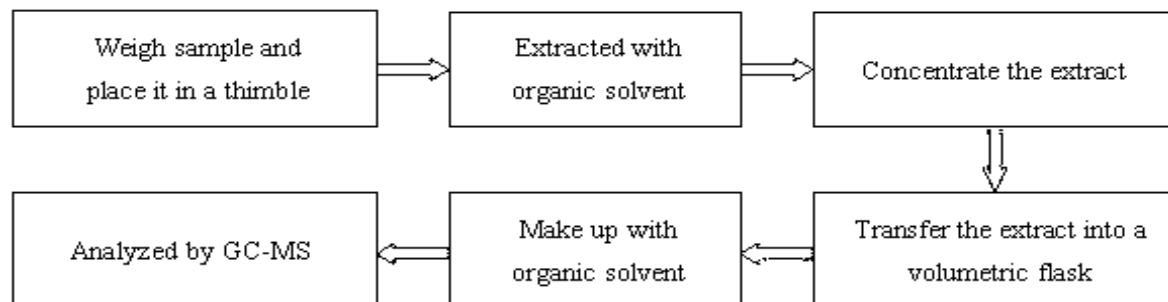 Weigh sample and
place it in a thimble
Extracted with
organic solvent
Concentrate the extract
Transfer the extract into a
volumetric flask
Make up with
organic solvent
Analyzed by GC-MS